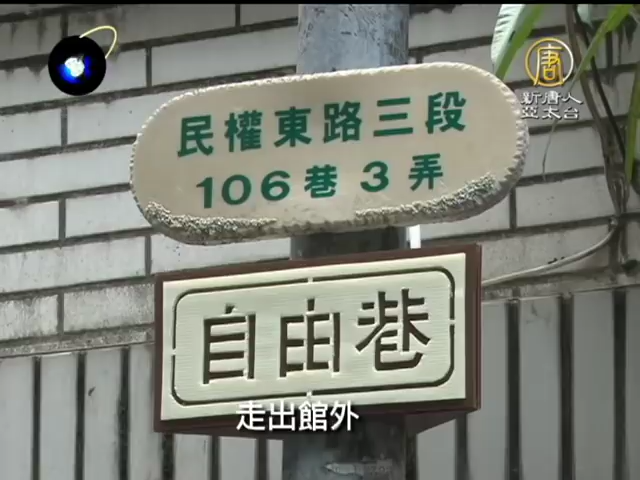 唐
新唐人
亞太台
民權東路三段
106巷3弄
自由巷
走出館外